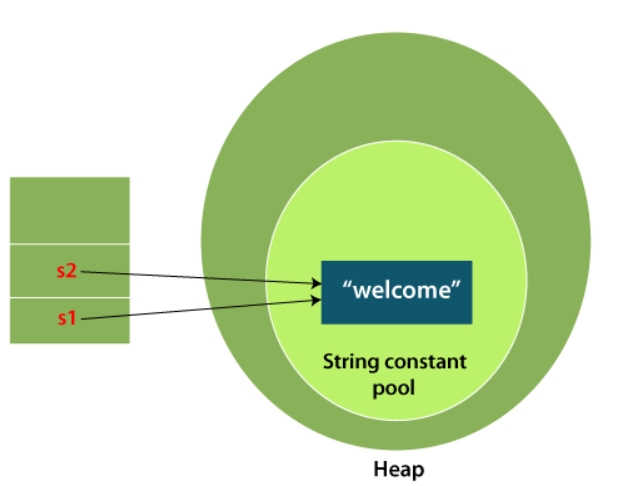 s2
s1
“welcome”
String constant
pool
Heap